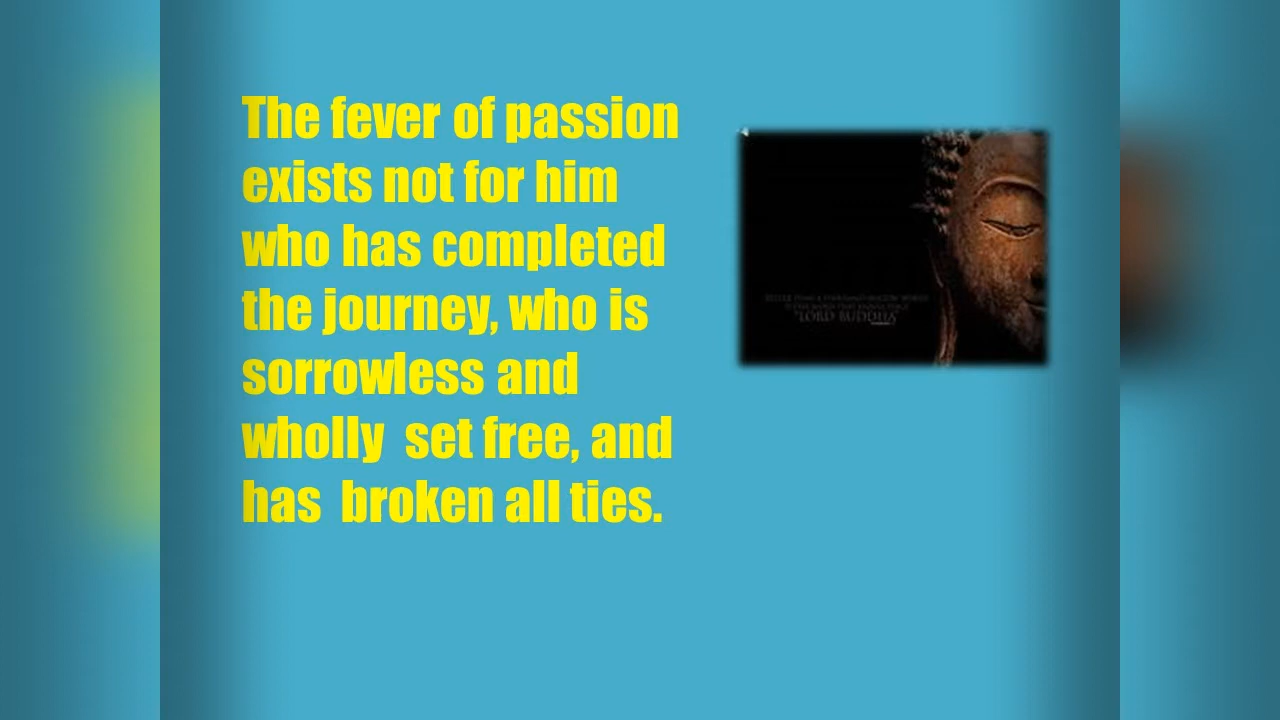 The fever of passion
exists not for him
who has completed
the journey, who is
sorrowless and
wholly  set free, and
has  broken all ties.
"LORD BUDDHA"